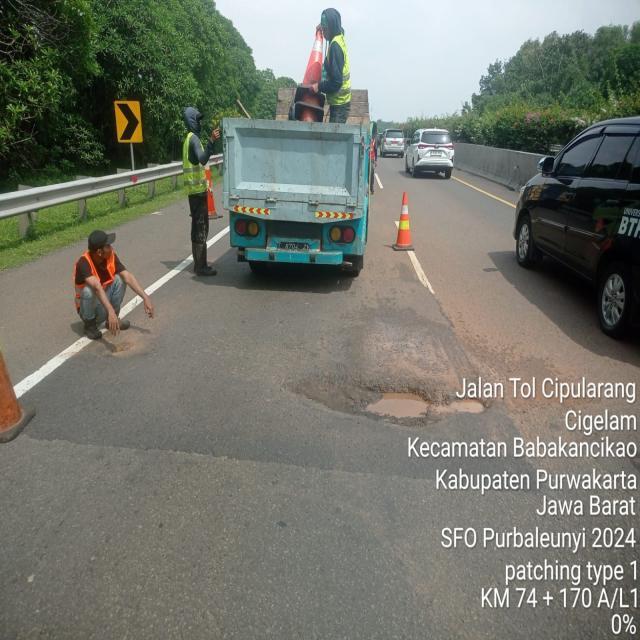 BTP
Jalan Tol Cipularang
Cigelam
Kecamatan Babakancikao
Kabupaten Purwakarta
Jawa Barat
SFO Purbaleunyi 2024
patching type 1
KM 74 + 170 A/L1
0%